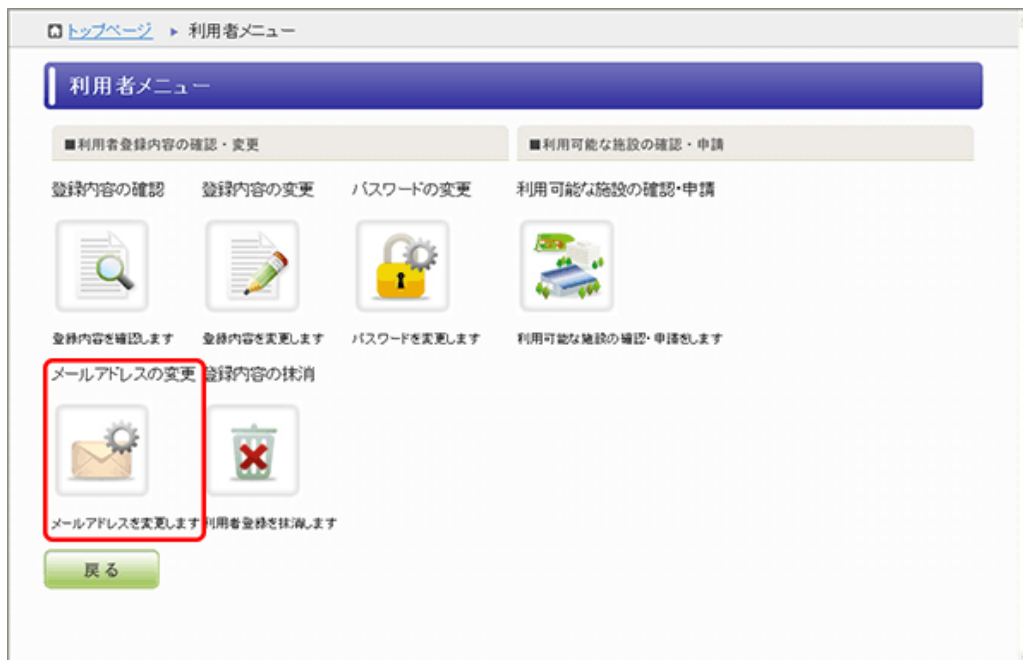 トップページ ▶ 利用者メニュー
利用者メニュー
■利用者登録内容の確認・変更
■利用可能な施設の確認・申請
登録内容の確認
登録内容の変更
パスワードの変更
利用可能な施設の確認・申請
登録内容を確認します
登録内容を変更します
パスワードを変更します
利用可能な施設の確認・申請をします
メールアドレスの変更
登録内容の抹消
メールアドレスを変更します
利用者登録を抹消します
戻る